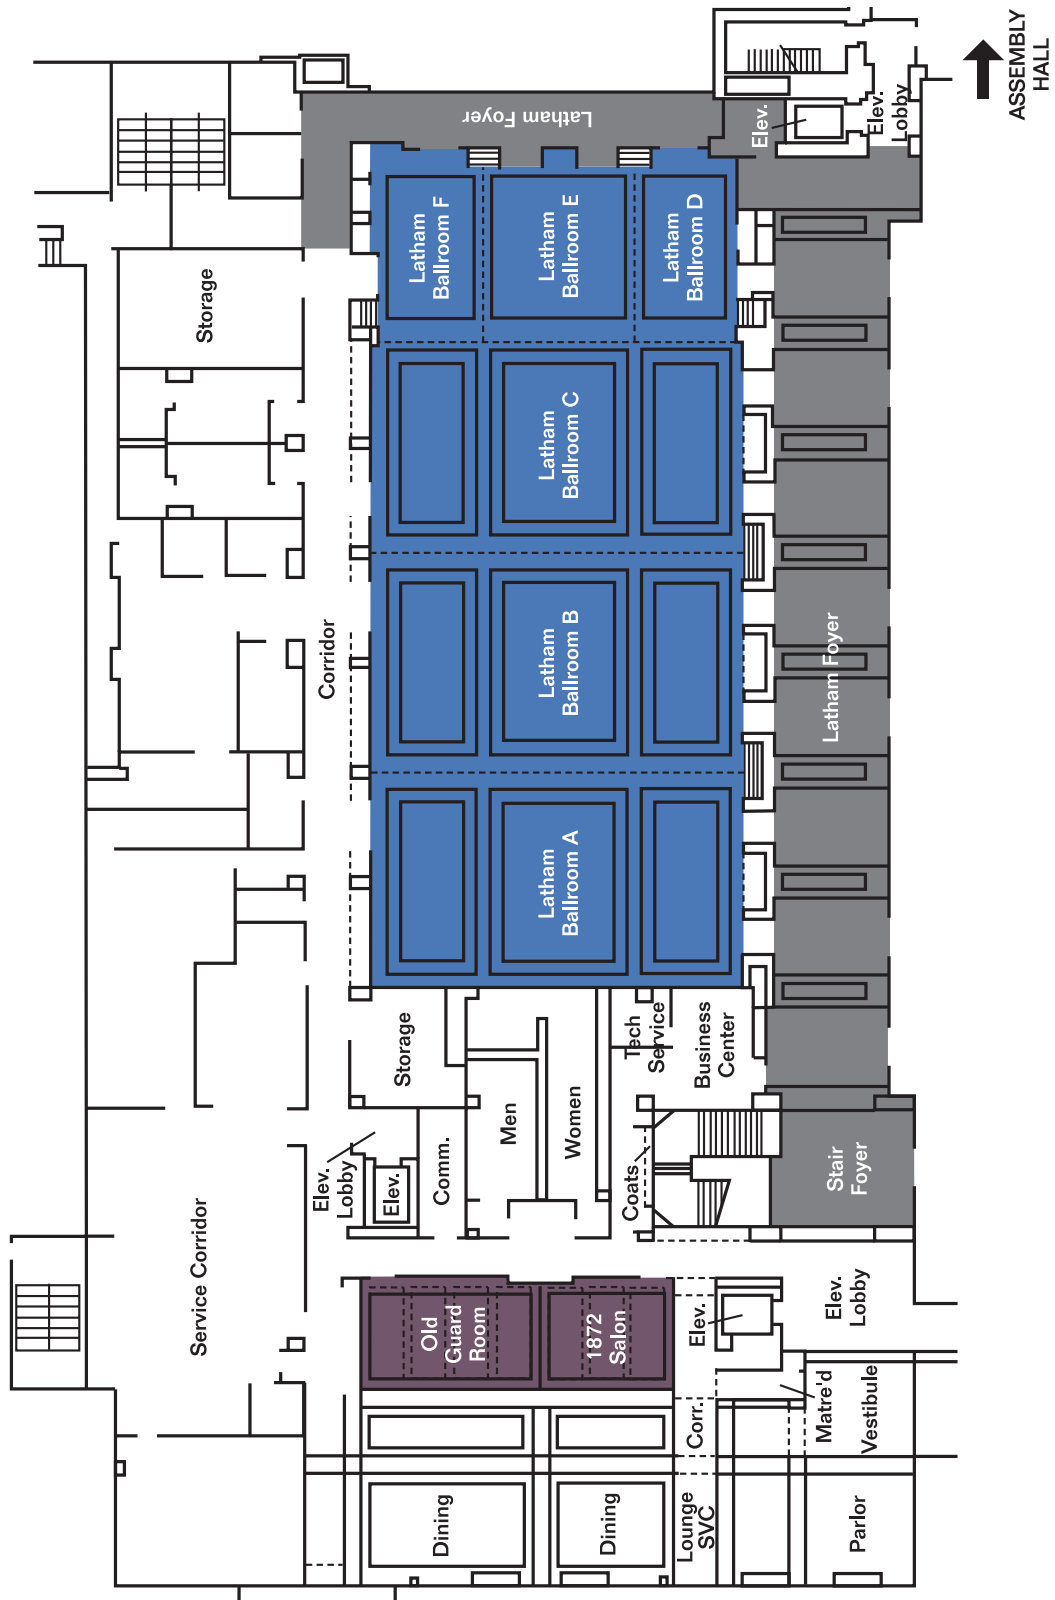 ASSEMBLY
HALL
Latham Foyer
Elev.
Elev.
Lobby
Latham
Ballroom F
Latham
Ballroom E
Latham
Ballroom D
Storage
Latham
Ballroom C
Corridor
Latham
Ballroom B
Latham Foyer
Latham
Ballroom A
Storage
Tech
Service
Business
Center
Men
Women
Comm.
Elev.
Lobby
Elev.
Coats
Stair
Foyer
Service Corridor
Old
Guard
Room
1872
Salon
Elev.
Elev.
Lobby
Corr.
Matre'd
Vestibule
Dining
Dining
Lounge
SVC
Parlor